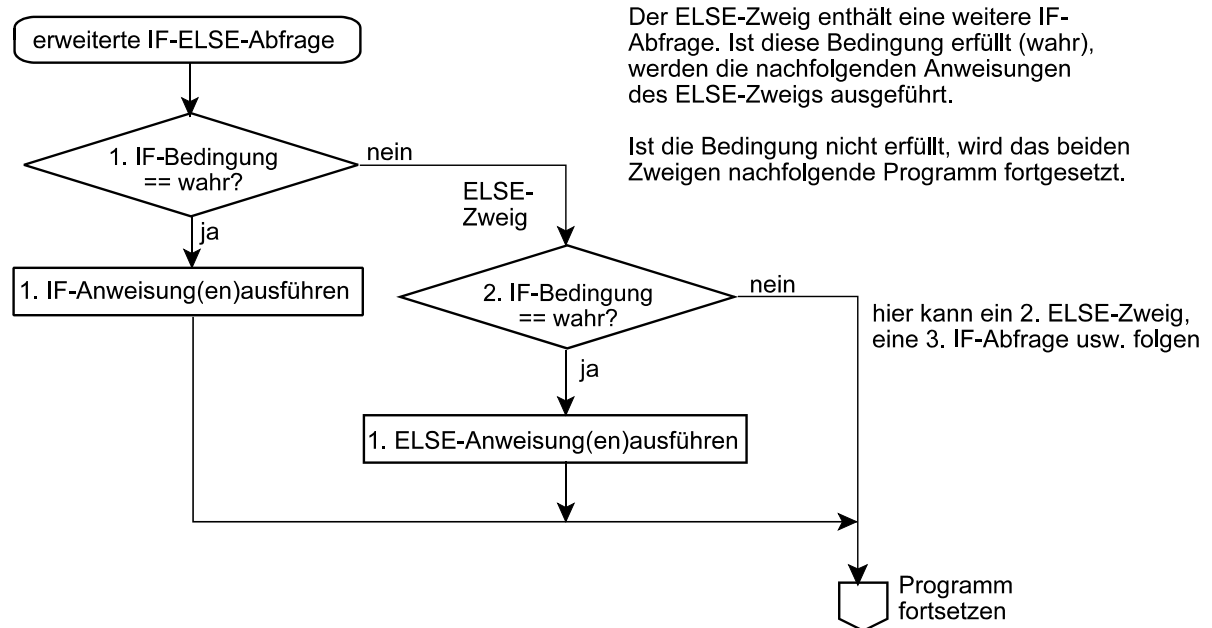 erweiterte IF-ELSE-Abfrage
Der ELSE-Zweig enthält eine weitere IF-
Abfrage. Ist diese Bedingung erfüllt (wahr),
werden die nachfolgenden Anweisungen
des ELSE-Zweigs ausgeführt.
Ist die Bedingung nicht erfüllt, wird das beiden
Zweigen nachfolgende Programm fortgesetzt.
1. IF-Bedingung
== wahr?
nein
ELSE-
Zweig
ja
1. IF-Anweisung(en)ausführen
2. IF-Bedingung
== wahr?
nein
hier kann ein 2. ELSE-Zweig,
eine 3. IF-Abfrage usw. folgen
ja
1. ELSE-Anweisung(en)ausführen
Programm
fortsetzen